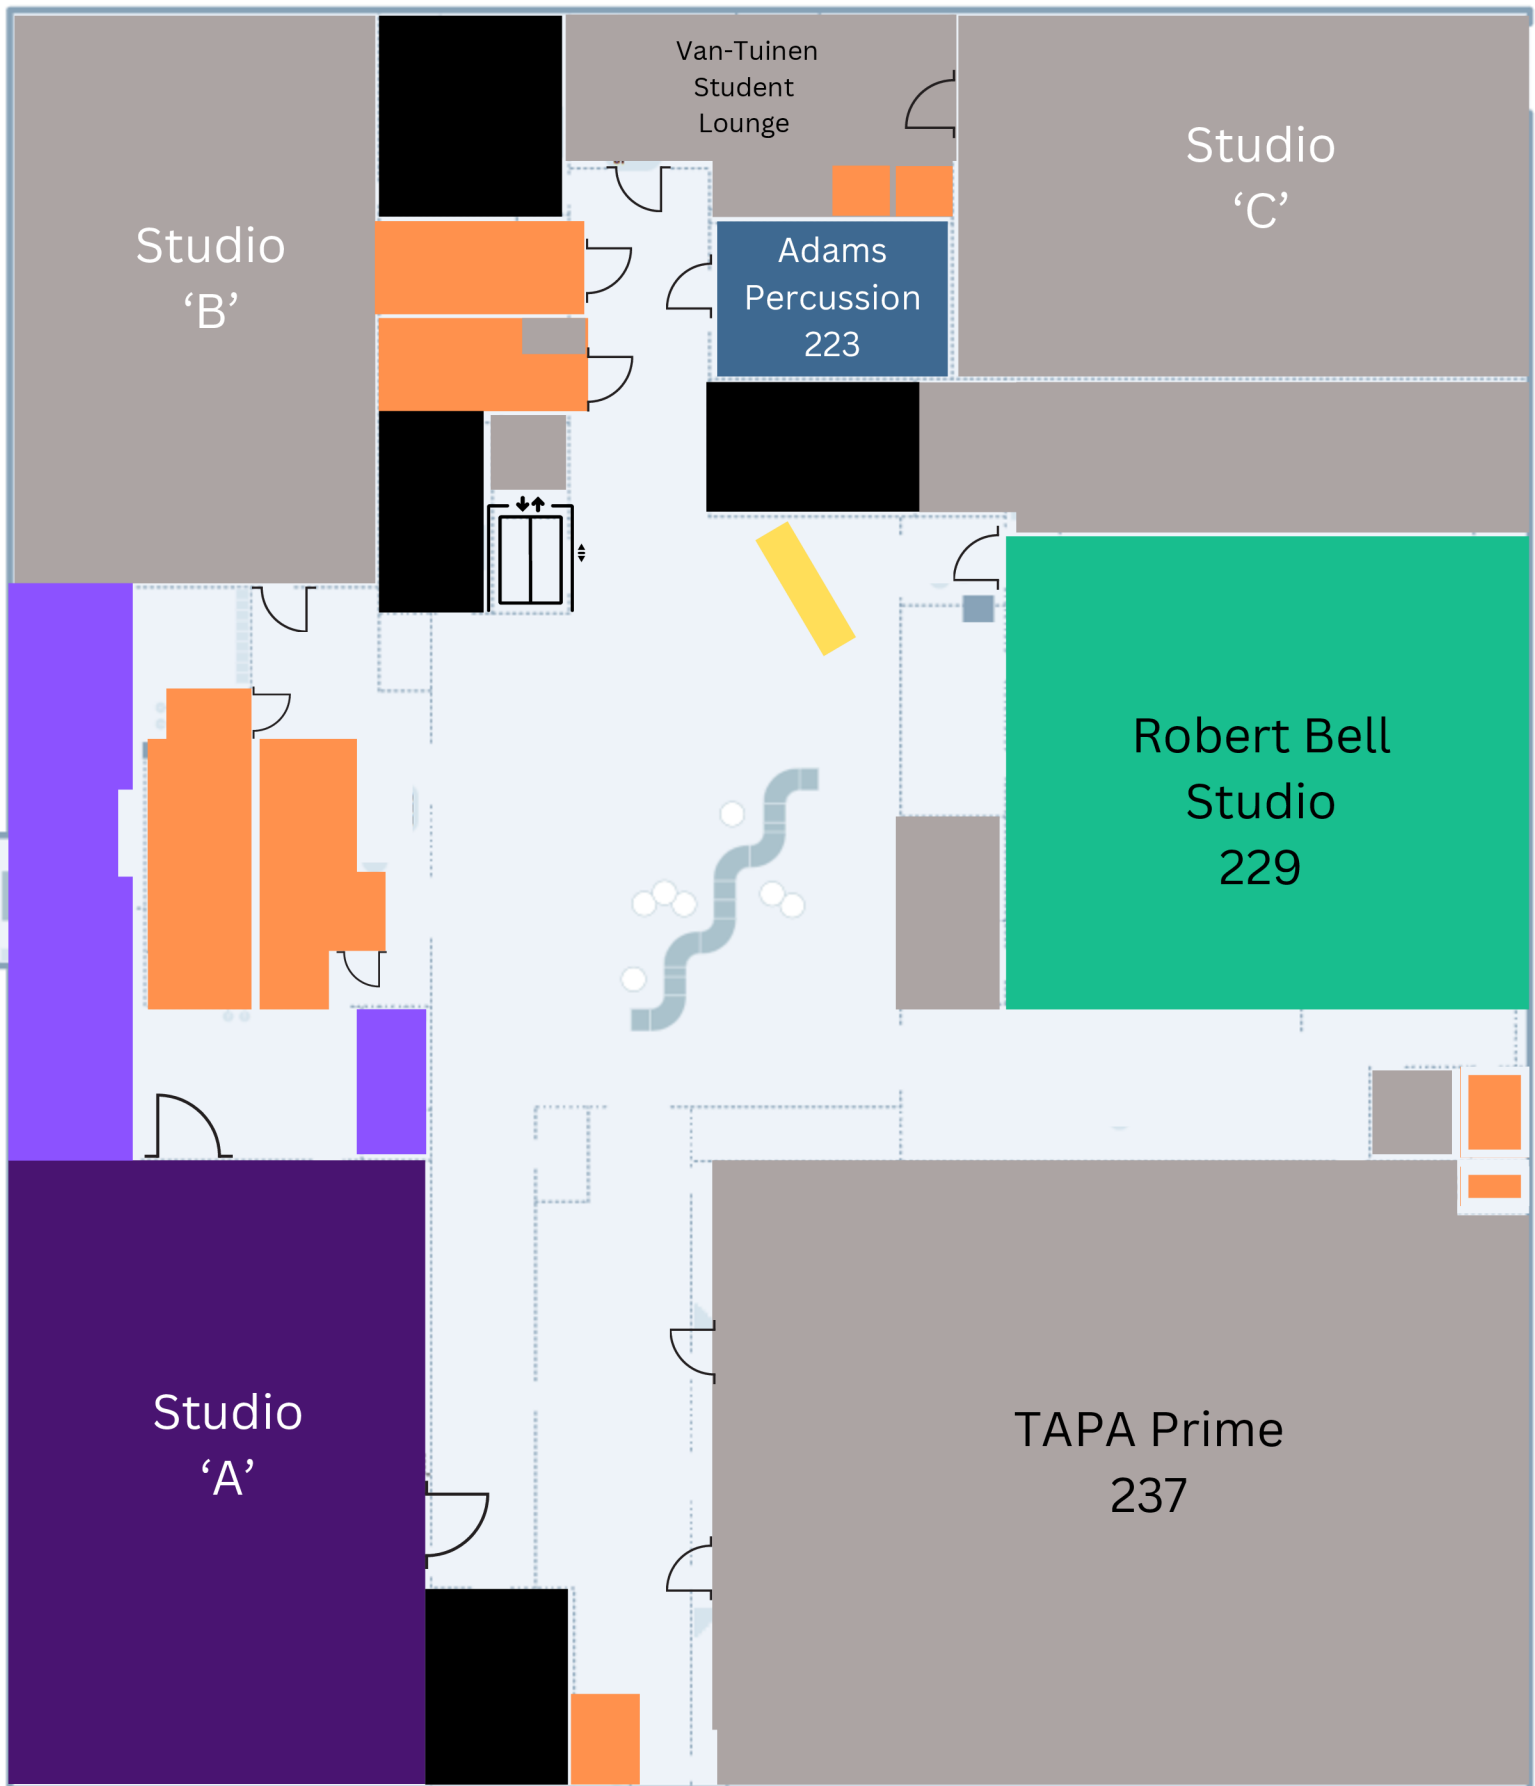 Van-Tuinen
Student
Lounge
Studio
‘C’
Studio
‘B’
Adams
Percussion
223
Robert Bell
Studio
229
Studio
‘A’
TAPA Prime
237